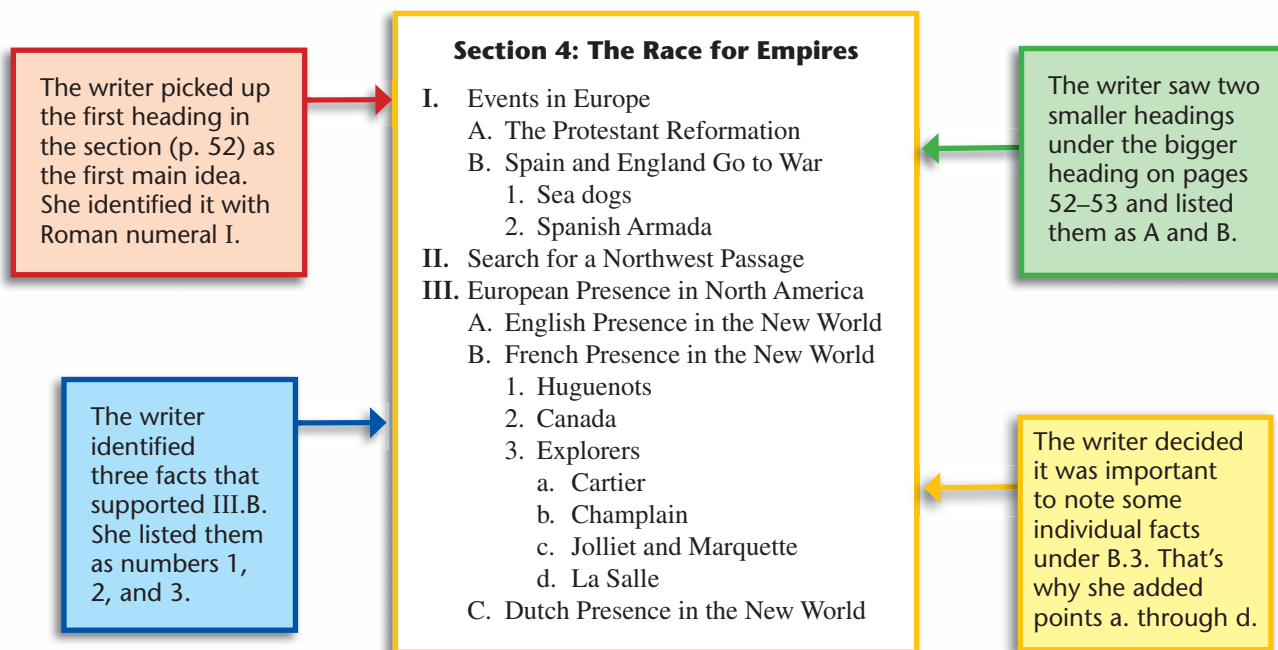 The writer picked up
the first heading in
the section (p. 52) as
the first main idea.
She identified it with
Roman numeral I.
The writer
identified
three facts that
supported III.B.
She listed them
as numbers 1,
2, and 3.
Section 4: The Race for Empires
I. Events in Europe
A. The Protestant Reformation
B. Spain and England Go to War
1. Sea dogs
2. Spanish Armada
II. Search for a Northwest Passage
III. European Presence in North America
A. English Presence in the New World
B. French Presence in the New World
1. Huguenots
2. Canada
3. Explorers
a. Cartier
b. Champlain
c. Jolliet and Marquette
d. La Salle
C. Dutch Presence in the New World
The writer saw two
smaller headings
under the bigger
heading on pages
52–53 and listed
them as A and B.
The writer decided
it was important
to note some
individual facts
under B.3. That's
why she added
points a. through d.